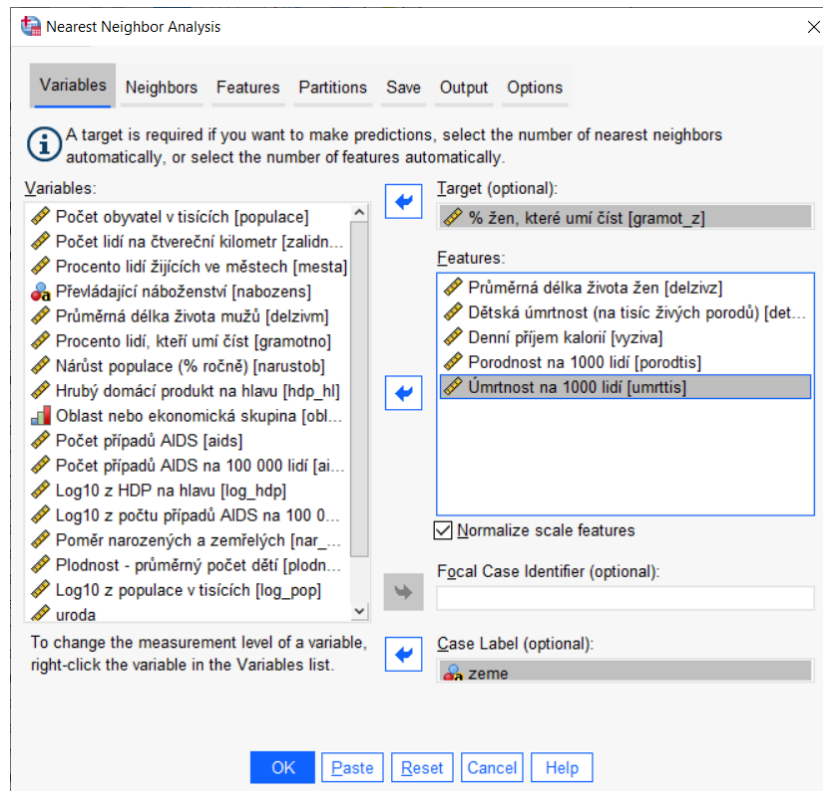 Nearest Neighbor Analysis
Variables Neighbors Features Partitions Save Output Options
A target is required if you want to make predictions, select the number of nearest neighbors
automatically, or select the number of features automatically.
Variables:
Počet obyvatel v tisících [populace]
Počet lidí na čtvereční kilometr [zalidn...
Procento lidí žijících ve městech [mesta]
Převládající náboženství [nabozens]
Průměrná délka života mužů [delzivm]
Procento lidí, kteří umí číst [gramotno]
Nárůst populace (% ročně) [narustob]
Hrubý domácí produkt na hlavu [hdp_hl]
Oblast nebo ekonomická skupina [obl...
Počet případů AIDS [aids]
Počet případů AIDS na 100 000 lidí [ai...
Log10 z HDP na hlavu [log_hdp]
Log10 z počtu případů AIDS na 100 0...
Poměr narozených a zemřelých [nar_...
Plodnost - průměrný počet dětí [plodn...
Log10 z populace v tisících [log_pop]
uroda
To change the measurement level of a variable,
right-click the variable in the Variables list.
Target (optional):
% žen, které umí číst [gramot_z]
Features:
Průměrná délka života žen [delzivz]
Dětská úmrtnost (na tisíc živých porodů) [det...
Denní příjem kalorií [vyziva]
Porodnost na 1000 lidí [porodtis]
Úmrtnost na 1000 lidí [umrttis]
Normalize scale features
Focal Case Identifier (optional):
Case Label (optional):
zeme
OK Paste Reset Cancel Help